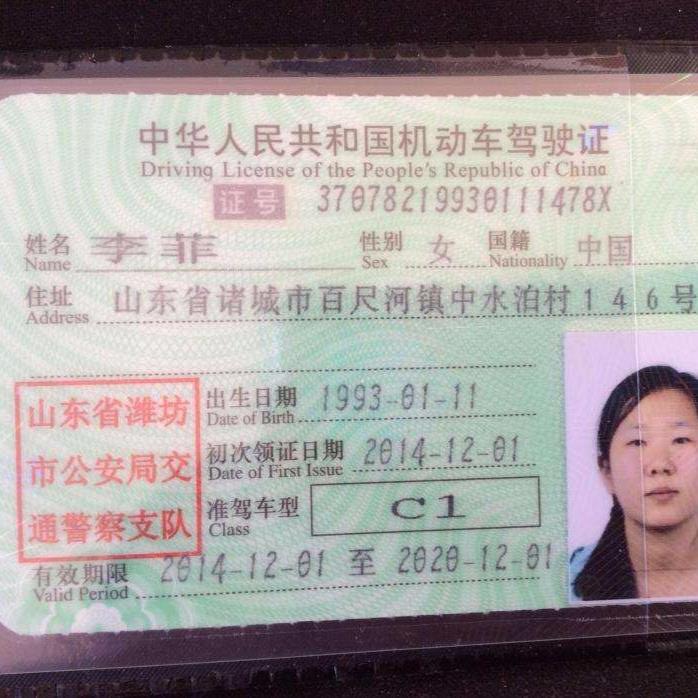 中华人民共和国机动车驾驶证
Driving License of the People's Republic of China
证号 37078219930111478X
姓名 李菲 性别 女 国籍 中国
Name Sex Nationality
住址 山东省诸城市百尺河镇中水泊村146号
Address
山东省潍坊
市公安局交
通警察支队
出生日期 1993-01-11
Date of Birth
初次领证日期 2014-12-01
Date of First Issue
准驾车型 C1
Class
有效期限 2014-12-01 至 2020-12-01
Valid Period